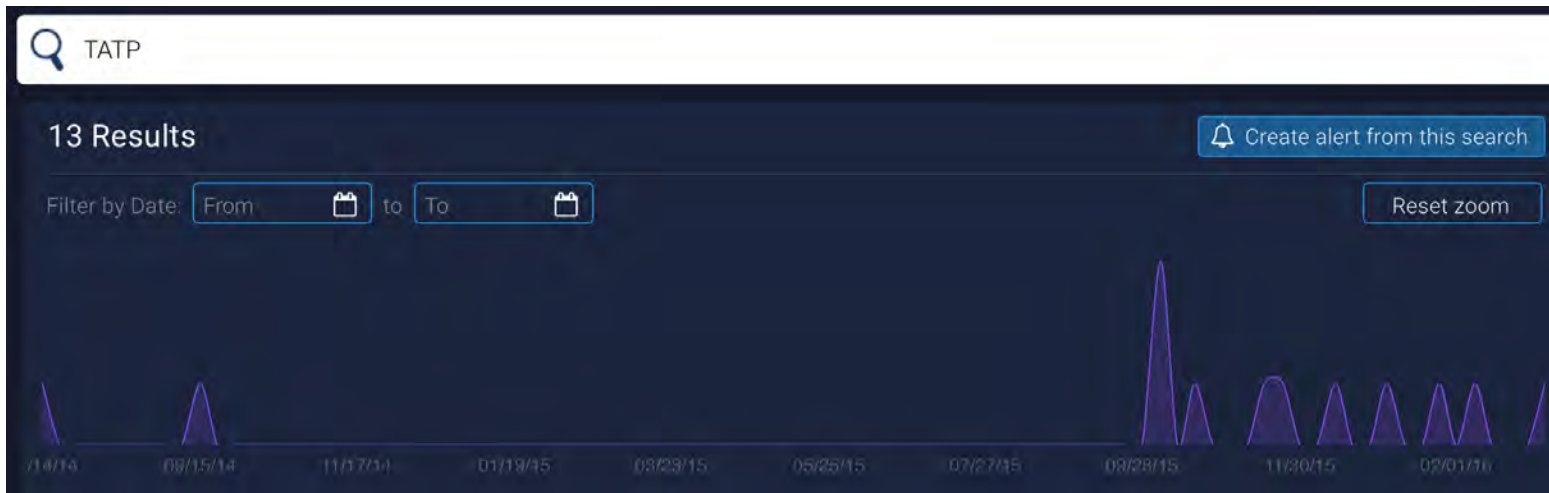 TATP
13 Results
Create alert from this search
Filter by Date: From to To
Reset zoom
/14/14 09/15/14 11/17/14 01/19/15 03/23/15 05/25/15 07/27/15 09/28/15 11/30/15 02/01/16